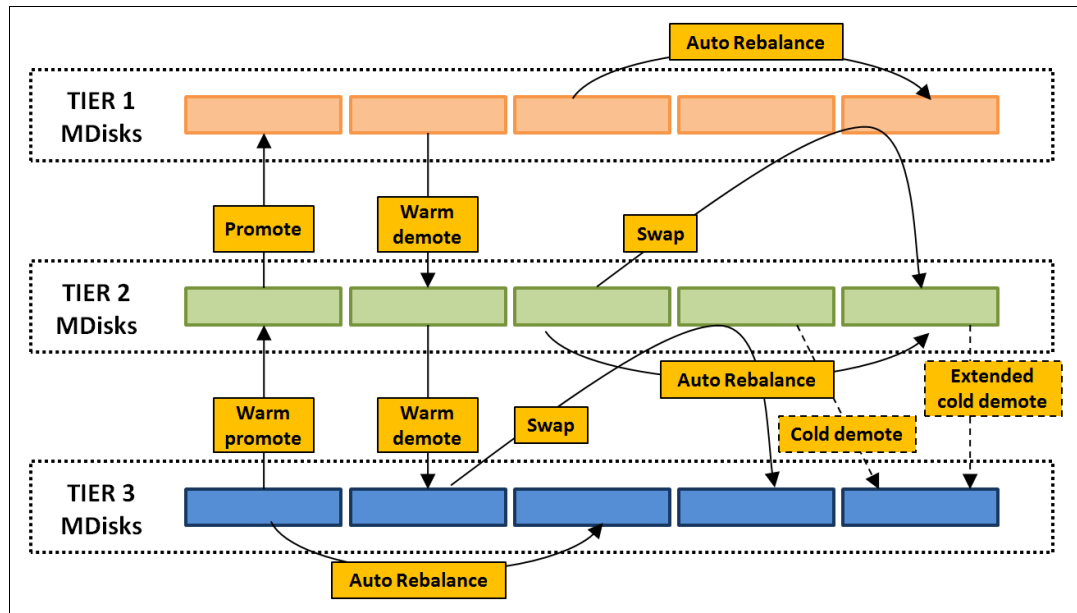 Auto Rebalance
TIER 1
MDisks
Promote
Warm
demote
Swap
TIER 2
MDisks
Auto Rebalance
Extended
cold demote
Warm
promote
Warm
demote
Swap
Cold demote
TIER 3
MDisks
Auto Rebalance